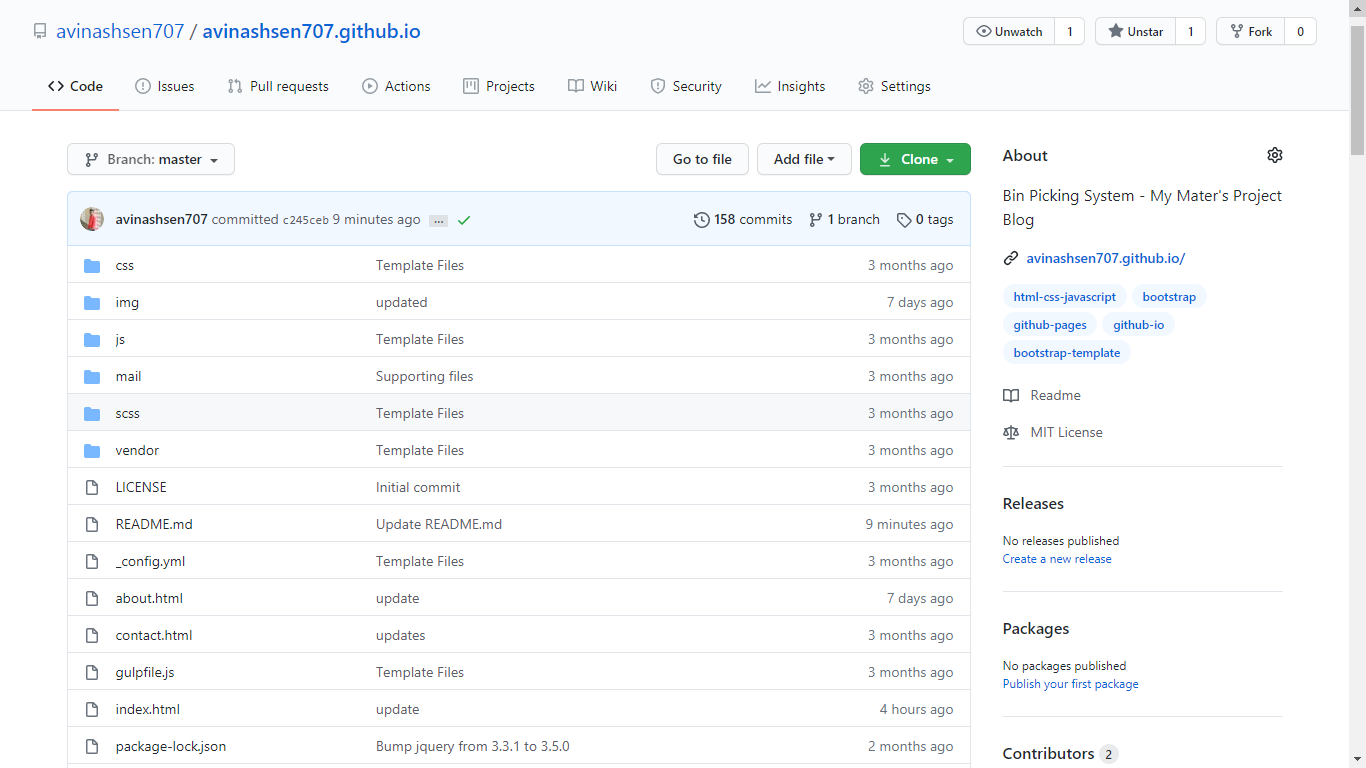 avinashsen707 / avinashsen707.github.io
Unwatch 1 Unstar 1 Fork 0
Code Issues Pull requests Actions Projects Wiki Security Insights Settings
Branch: master Go to file Add file Clone
avinashsen707 committed c245ceb 9 minutes ago ... 158 commits 1 branch 0 tags
css Template Files 3 months ago
img updated 7 days ago
js Template Files 3 months ago
mail Supporting files 3 months ago
scss Template Files 3 months ago
vendor Template Files 3 months ago
LICENSE Initial commit 3 months ago
README.md Update README.md 9 minutes ago
_config.yml Template Files 3 months ago
about.html update 7 days ago
contact.html updates 3 months ago
gulpfile.js Template Files 3 months ago
index.html update 4 hours ago
package-lock.json Bump jquery from 3.3.1 to 3.5.0 2 months ago
About
Bin Picking System - My Mater's Project
Blog
avinashsen707.github.io/
html-css-javascript bootstrap
github-pages github-io
bootstrap-template
Readme
MIT License
Releases
No releases published
Create a new release
Packages
No packages published
Publish your first package
Contributors 2